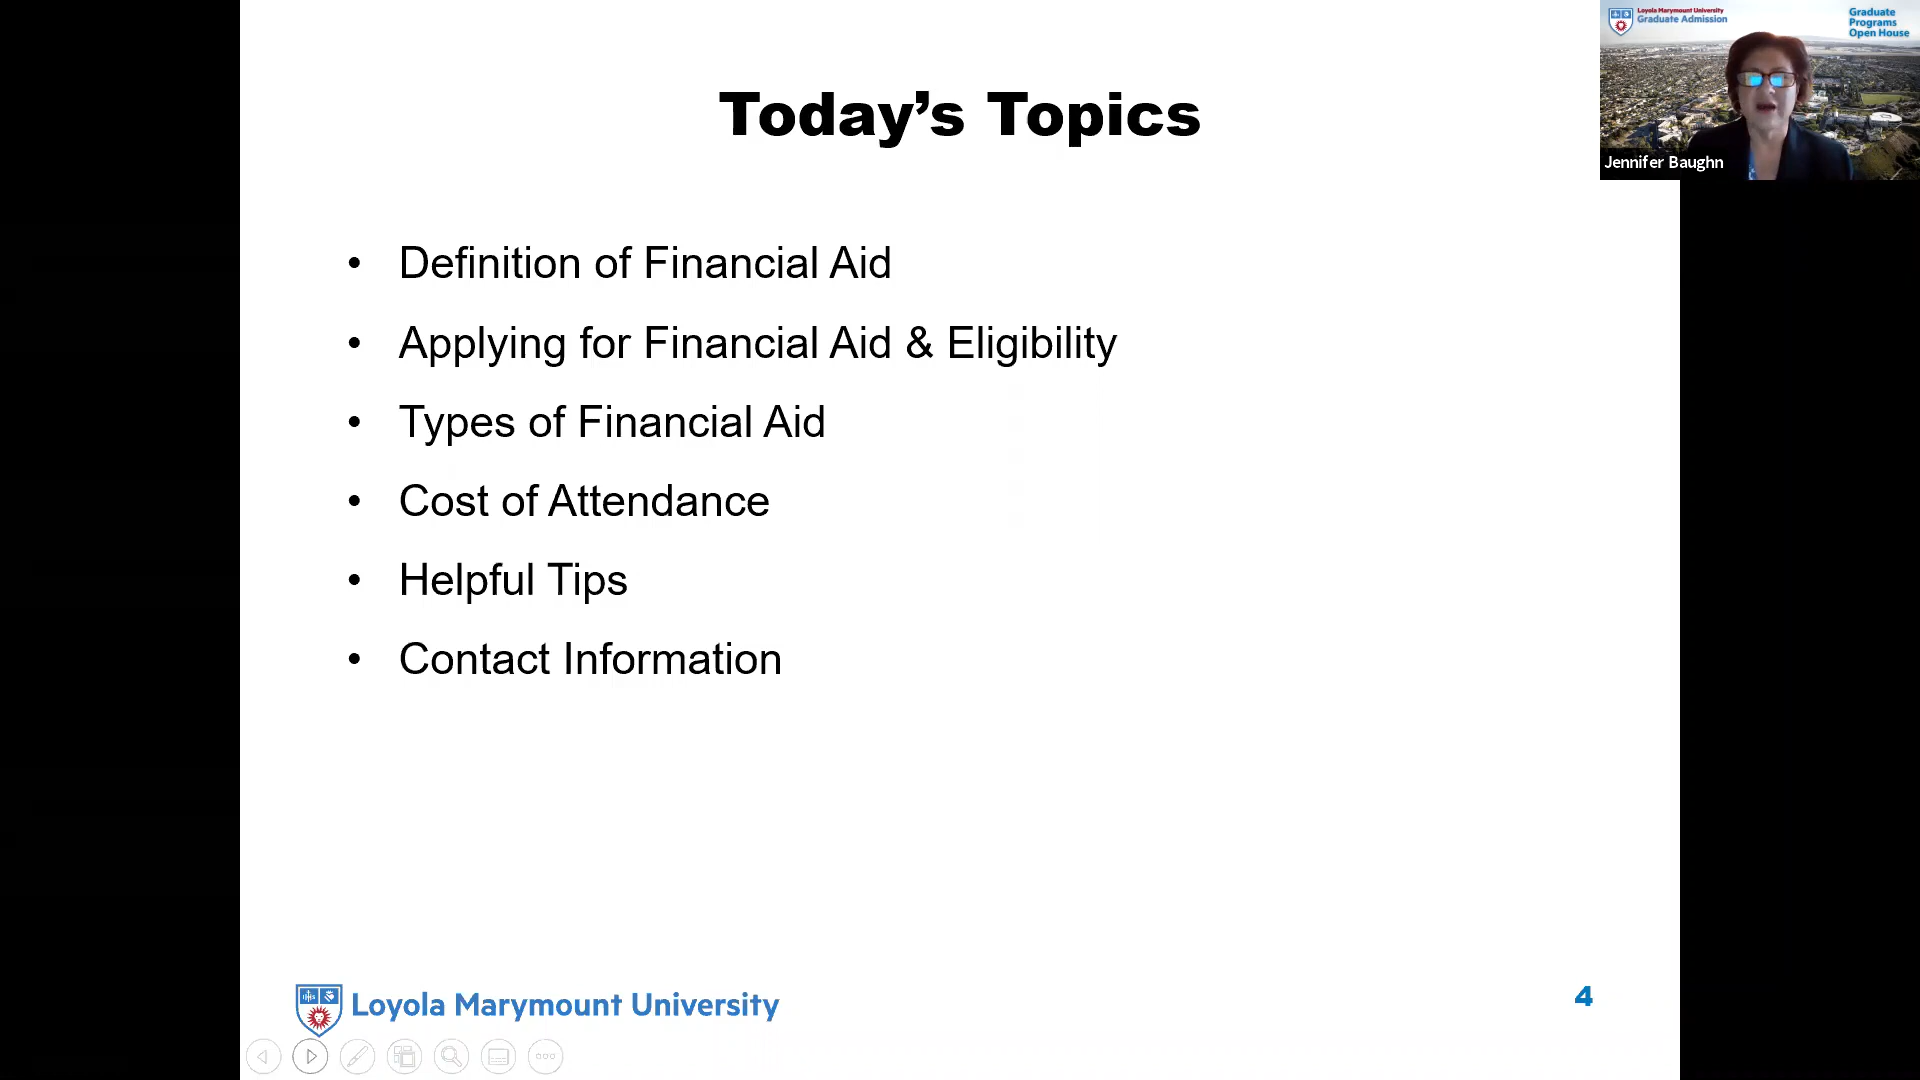 Today’s Topics
• Definition of Financial Aid
• Applying for Financial Aid & Eligibility
• Types of Financial Aid
• Cost of Attendance
• Helpful Tips
• Contact Information
Loyola Marymount University
4
Loyola Marymount University
Graduate Admission
Graduate
Programs
Open House
Jennifer Baughn